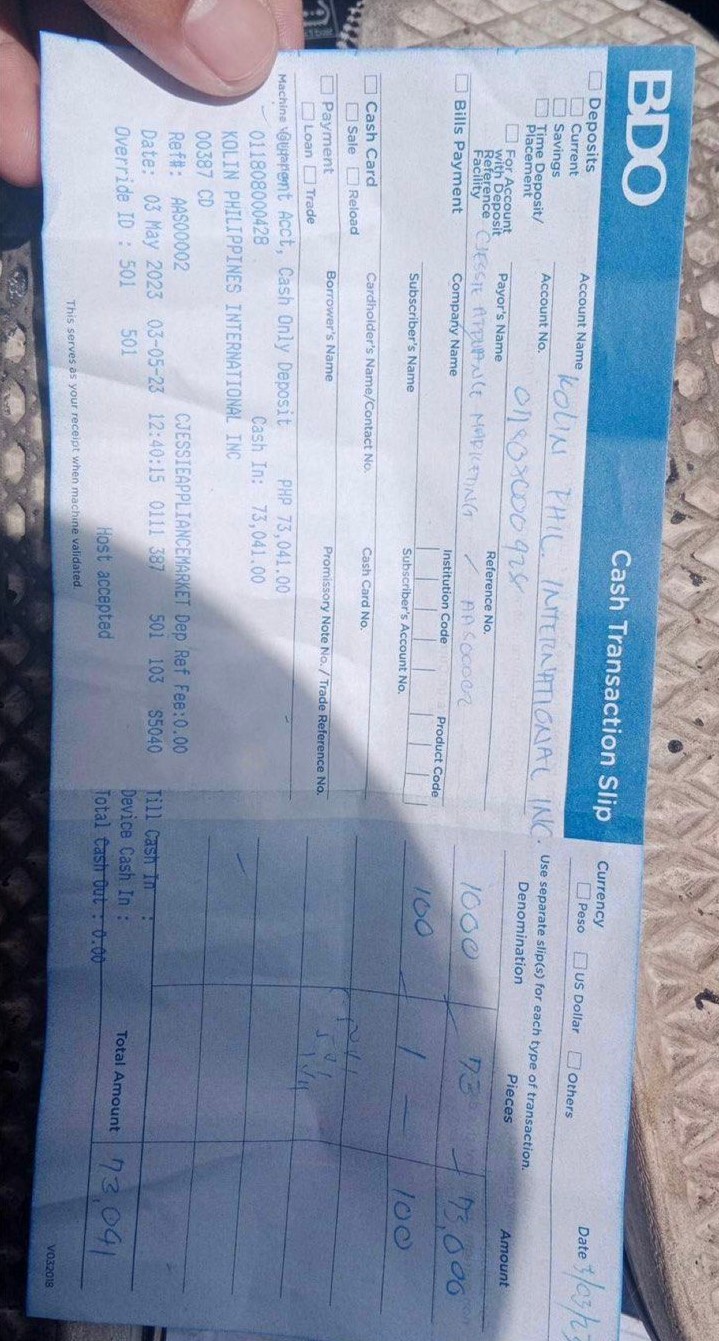 BDO
Cash Transaction Slip
Deposits
Current
Savings
Time Deposit/
Placement
For Account
with Deposit
Reference
Facility
Bills Payment
Cash Card
Sale
Reload
Payment
Loan
Trade
Account Name KOLIN PHIL. INTERNATIONAL INC.
Account No.
Payor's Name
Reference No.
CJESSIE APPLIANCE MARKETING / AAS00002
Company Name
Institution Code
Product Code
Subscriber's Name
Subscriber's Account No.
Cardholder's Name/Contact No.
Cash Card No.
Borrower's Name
Promissory Note No. / Trade Reference No.
Currency
Peso
US Dollar
Others
Date
Use separate slip(s) for each type of transaction.
Denomination
Pieces
Amount
1000 73 73,000
100 1 100
Total Amount 73,041
Machine Acct, Cash Only Deposit PHP 73,041.00
011808000428 Cash In: 73,041.00
KOLIN PHILIPPINES INTERNATIONAL INC
00387 CD
Ref#: AAS00002 CJESSIEAPPLIANCEMARKET Dep Ref Fee:0.00
Date: 03 May 2023 03-05-23 12:40:15 0111 387 501 103 S5040
Override ID : 501 501 Host accepted
Till Cash In :
Device Cash In :
Total Cash Out : 0.00
This serves as your receipt when machine validated.
V032018